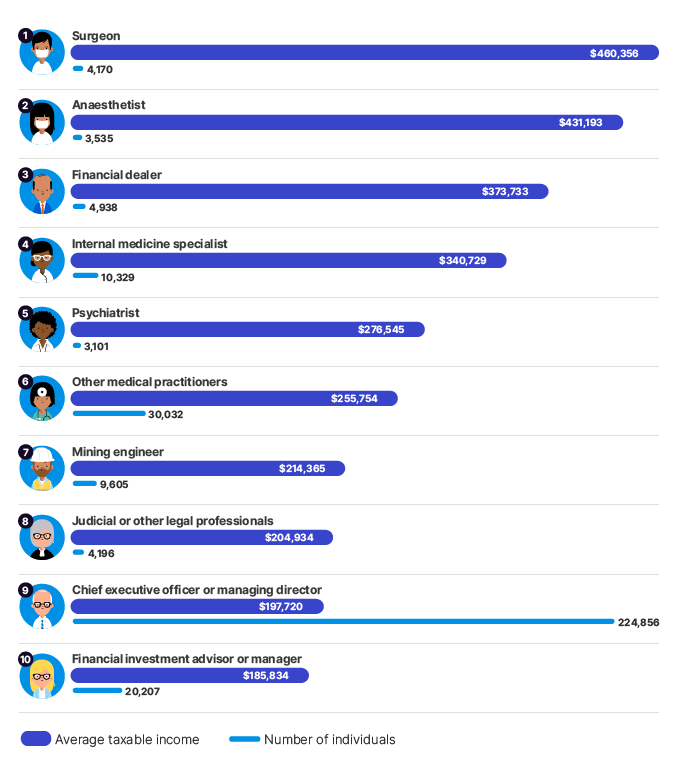 1
Surgeon
$460,356
4,170
2
Anaesthetist
$431,193
3,535
3
Financial dealer
$373,733
4,938
4
Internal medicine specialist
$340,729
10,329
5
Psychiatrist
$276,545
3,101
6
Other medical practitioners
$255,754
30,032
7
Mining engineer
$214,365
9,605
8
Judicial or other legal professionals
$204,934
4,196
9
Chief executive officer or managing director
$197,720
224,856
10
Financial investment advisor or manager
$185,834
20,207
Average taxable income Number of individuals